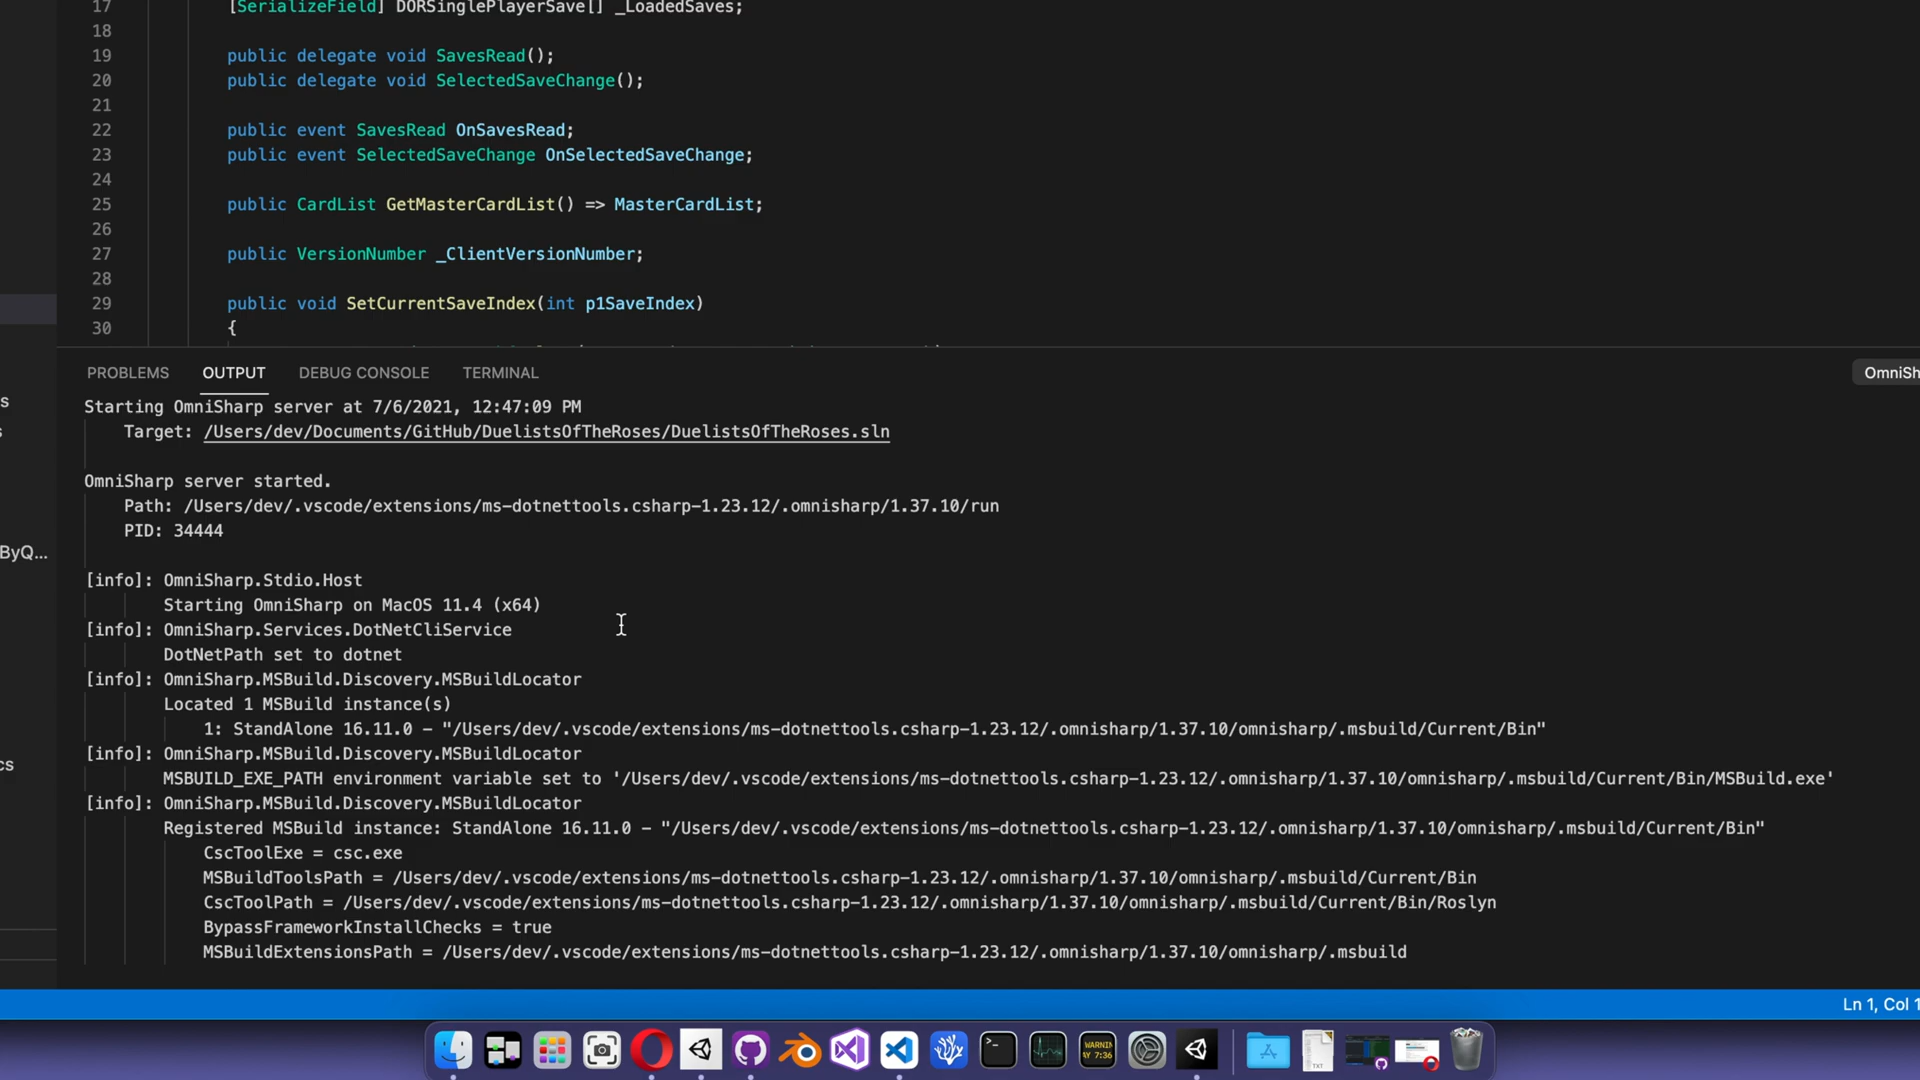 17 [SerializeField] DORSinglePlayerSave[] _LoadedSaves;
18
19 public delegate void SavesRead();
20 public delegate void SelectedSaveChange();
21
22 public event SavesRead OnSavesRead;
23 public event SelectedSaveChange OnSelectedSaveChange;
24
25 public CardList GetMasterCardList() => MasterCardList;
26
27 public VersionNumber _ClientVersionNumber;
28
29 public void SetCurrentSaveIndex(int p1SaveIndex)
30 {
s
ByQ...
cs
PROBLEMS OUTPUT DEBUG CONSOLE TERMINAL OmniSh
Starting OmniSharp server at 7/6/2021, 12:47:09 PM
Target: /Users/dev/Documents/GitHub/DuelistsOfTheRoses/DuelistsOfTheRoses.sln
OmniSharp server started.
Path: /Users/dev/.vscode/extensions/ms-dotnettools.csharp-1.23.12/.omnisharp/1.37.10/run
PID: 34444
[info]: OmniSharp.Stdio.Host
Starting OmniSharp on MacOS 11.4 (x64)
[info]: OmniSharp.Services.DotNetCliService
DotNetPath set to dotnet
[info]: OmniSharp.MSBuild.Discovery.MSBuildLocator
Located 1 MSBuild instance(s)
1: StandAlone 16.11.0 - "/Users/dev/.vscode/extensions/ms-dotnettools.csharp-1.23.12/.omnisharp/1.37.10/omnisharp/.msbuild/Current/Bin"
[info]: OmniSharp.MSBuild.Discovery.MSBuildLocator
MSBUILD_EXE_PATH environment variable set to '/Users/dev/.vscode/extensions/ms-dotnettools.csharp-1.23.12/.omnisharp/1.37.10/omnisharp/.msbuild/Current/Bin/MSBuild.exe'
[info]: OmniSharp.MSBuild.Discovery.MSBuildLocator
Registered MSBuild instance: StandAlone 16.11.0 - "/Users/dev/.vscode/extensions/ms-dotnettools.csharp-1.23.12/.omnisharp/1.37.10/omnisharp/.msbuild/Current/Bin"
CscToolExe = csc.exe
MSBuildToolsPath = /Users/dev/.vscode/extensions/ms-dotnettools.csharp-1.23.12/.omnisharp/1.37.10/omnisharp/.msbuild/Current/Bin
CscToolPath = /Users/dev/.vscode/extensions/ms-dotnettools.csharp-1.23.12/.omnisharp/1.37.10/omnisharp/.msbuild/Current/Bin/Roslyn
BypassFrameworkInstallChecks = true
MSBuildExtensionsPath = /Users/dev/.vscode/extensions/ms-dotnettools.csharp-1.23.12/.omnisharp/1.37.10/omnisharp/.msbuild
Ln 1, Col 1
WARNIN
AY 7:36
TXT